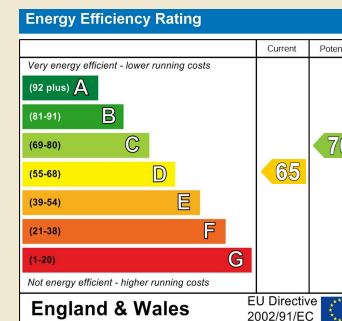 Energy Efficiency Rating
Current
Very energy efficient - lower running costs
(92 plus) A
(81-91) B
(69-80) C
(55-68) D
65
(39-54) E
(21-38) F
(1-20) G
Not energy efficient - higher running costs
England & Wales
EU Directive
2002/91/EC